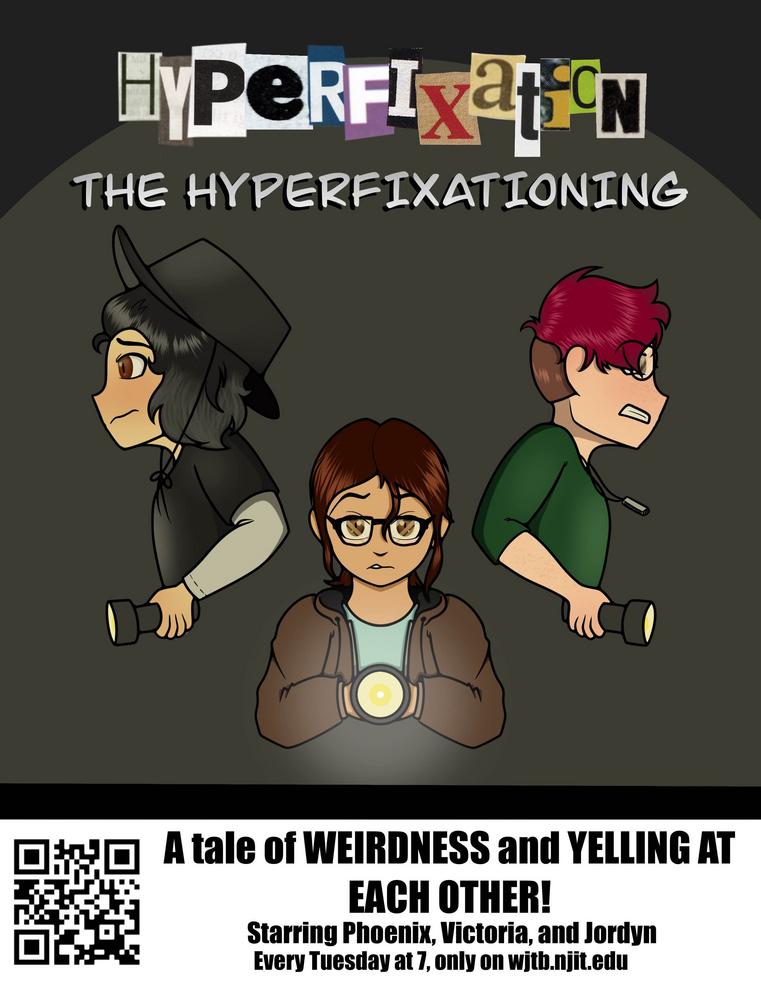 HyPeRFIXatiON
THE HYPERFIXATIONING
A tale of WEIRDNESS and YELLING AT
EACH OTHER!
Starring Phoenix, Victoria, and Jordyn
Every Tuesday at 7, only on wjtb.njit.edu